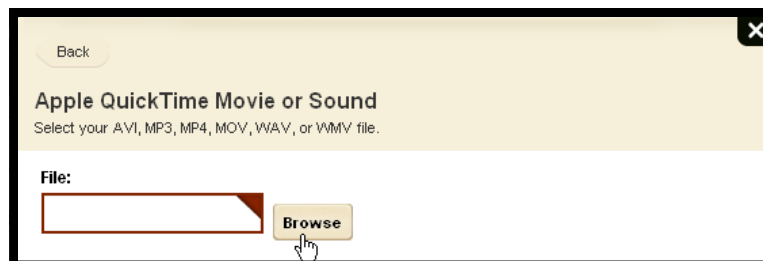 Back
Apple QuickTime Movie or Sound
Select your AVI, MP3, MP4, MOV, WAV, or WMV file.
File:
Browse